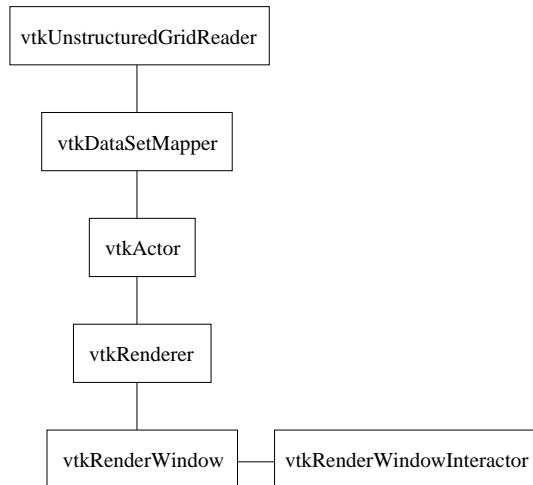 vtkUnstructuredGridReader
vtkDataSetMapper
vtkActor
vtkRenderer
vtkRenderWindow
vtkRenderWindowInteractor